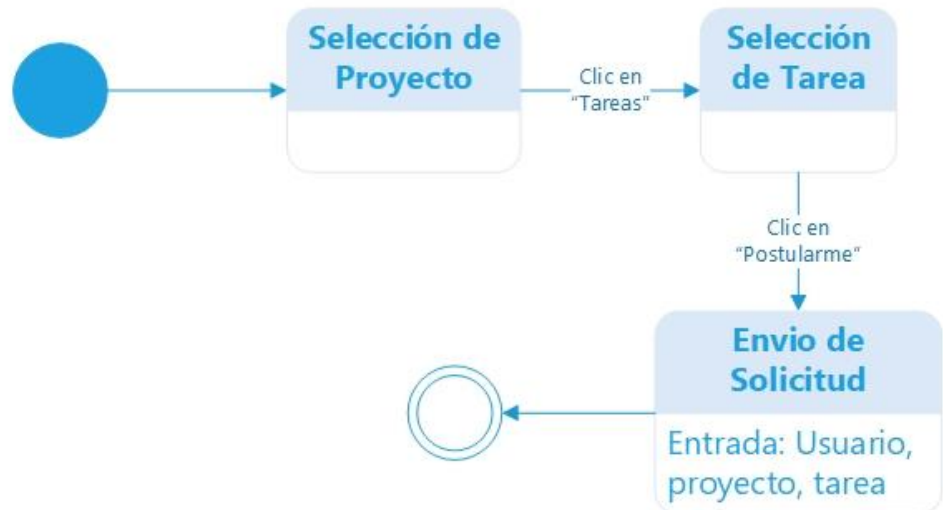 Selección de
Proyecto
Clic en
“Tareas”
Selección
de Tarea
Clic en
“Postularme”
Envio de
Solicitud
Entrada: Usuario,
proyecto, tarea